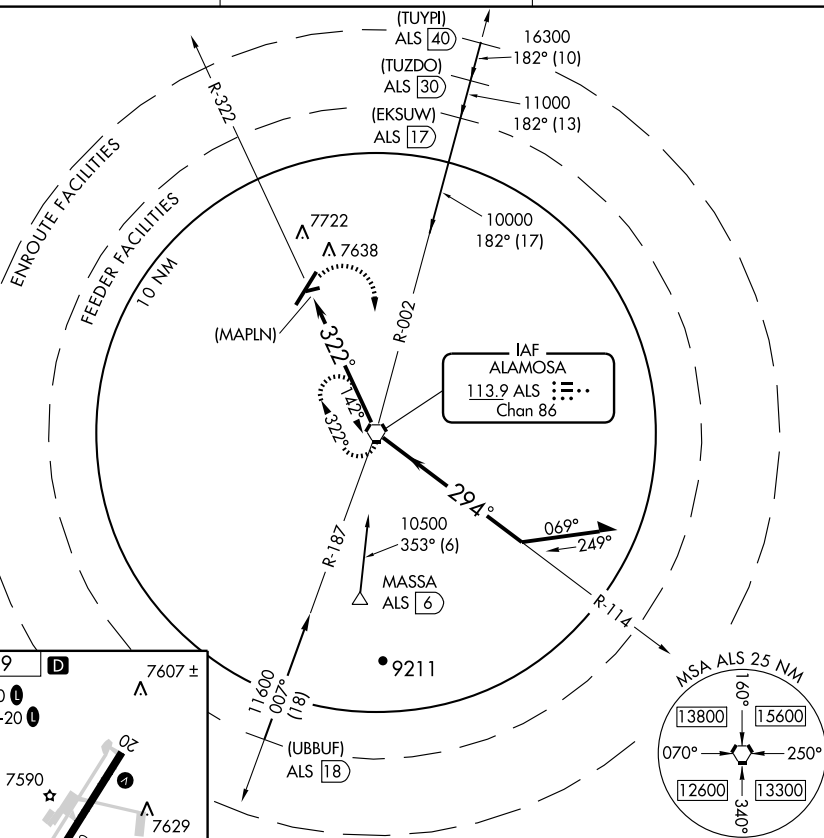 (TUYPI)
ALS 40
16300
182° (10)
(TUZDO)
ALS 30
11000
182° (13)
(EKSUW)
ALS 17
10000
182° (17)
R-322
ENROUTE FACILITIES
FEEDER FACILITIES
10 NM
7722
7638
(MAPLN)
R-002
322°
142°
322°
IAF
ALAMOSA
113.9 ALS
Chan 86
294°
069°
249°
R-187
10500
353° (6)
MASSA
ALS 6
R-114
9211
11600
007°
(18)
(UBBUF)
ALS 18
MSA ALS 25 NM
160°
13800
15600
070°
250°
12600
13300
340°
9 D
7607 ±
0 L
-20 L
20
7590
7629